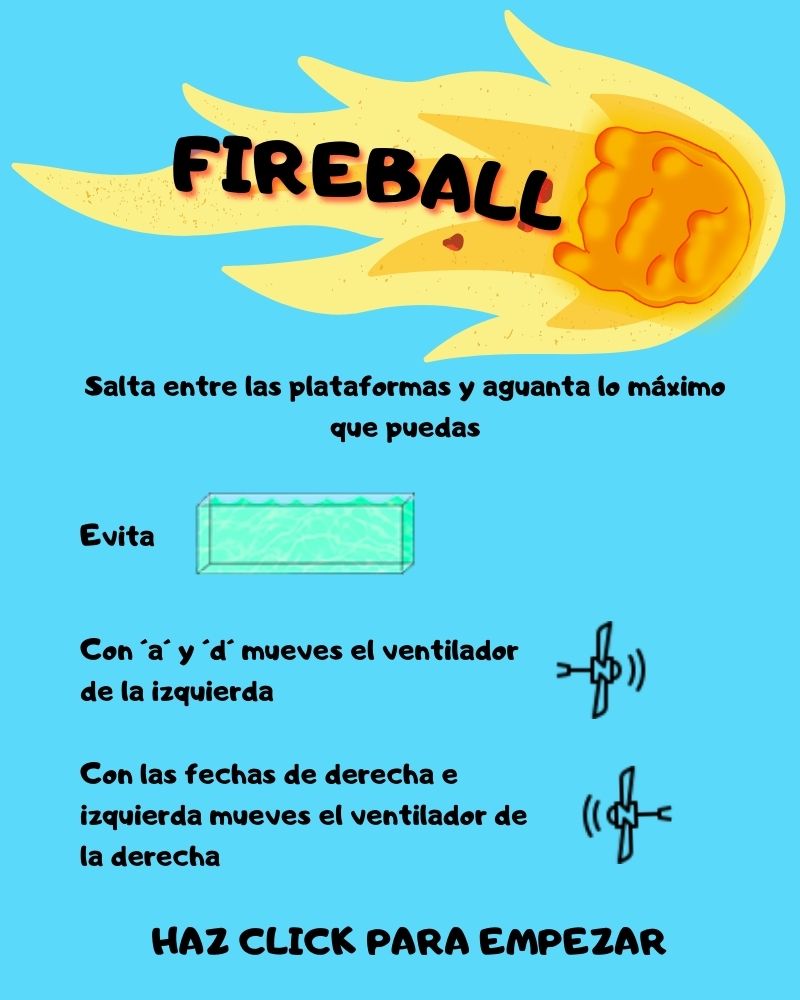 FIREBALL
Salta entre las plataformas y aguanta lo máximo
que puedas
Evita
Con ´a´ y ´d´ mueves el ventilador
de la izquierda
Con las fechas de derecha e
izquierda mueves el ventilador de
la derecha
HAZ CLICK PARA EMPEZAR